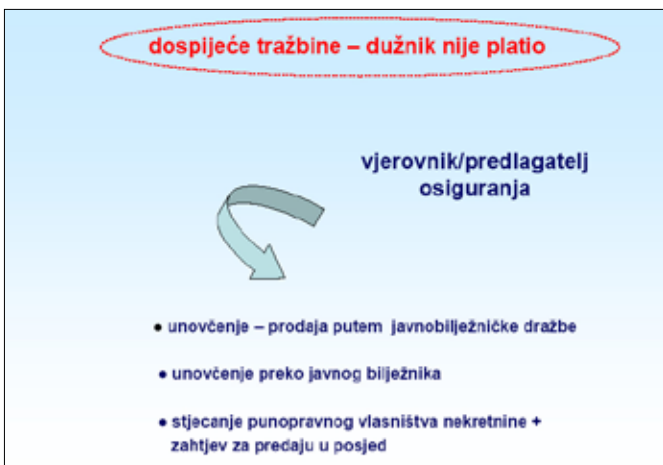 dospijeće tražbine – dužnik nije platio
vjerovnik/predlagatelj
osiguranja
● unovčenje – prodaja putem javnobilježničke dražbe
● unovčenje preko javnog bilježnika
● stjecanje punopravnog vlasništva nekretnine +
zahtjev za predaju u posjed